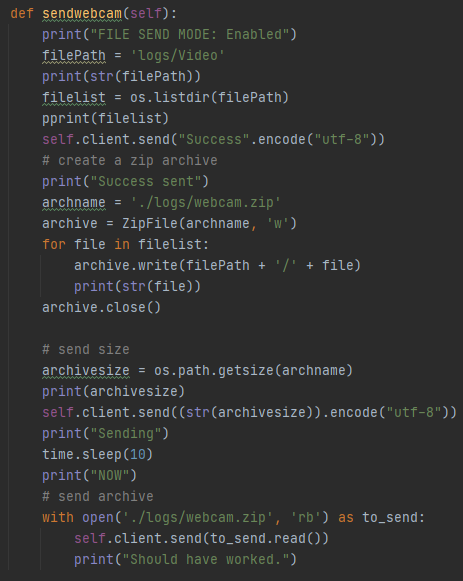 def sendwebcam(self):
    print("FILE SEND MODE: Enabled")
    filePath = 'logs/Video'
    print(str(filePath))
    filelist = os.listdir(filePath)
    pprint(filelist)
    self.client.send("Success".encode("utf-8"))
    # create a zip archive
    print("Success sent")
    archname = './logs/webcam.zip'
    archive = ZipFile(archname, 'w')
    for file in filelist:
        archive.write(filePath + '/' + file)
        print(str(file))
    archive.close()

    # send size
    archivesize = os.path.getsize(archname)
    print(archivesize)
    self.client.send((str(archivesize)).encode("utf-8"))
    print("Sending")
    time.sleep(10)
    print("NOW")
    # send archive
    with open('./logs/webcam.zip', 'rb') as to_send:
        self.client.send(to_send.read())
        print("Should have worked.")